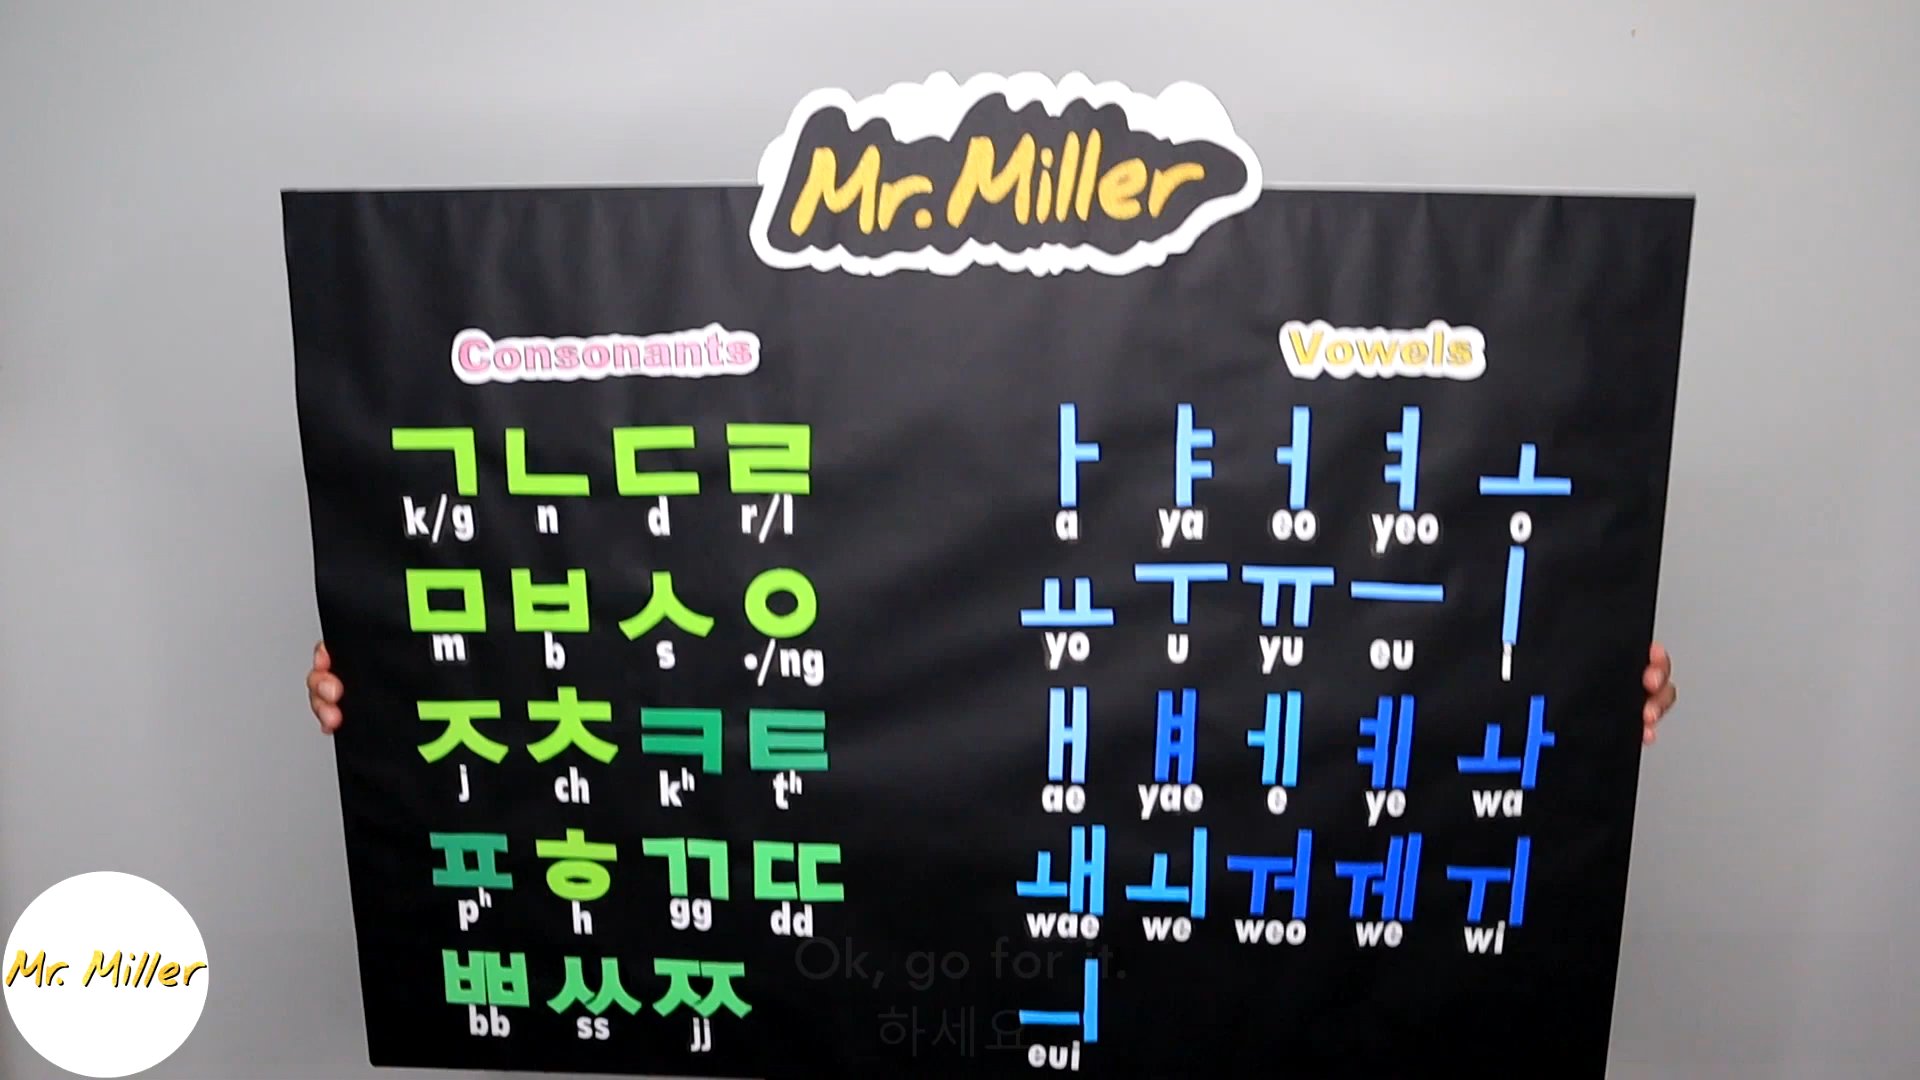 Mr. Miller
Consonants
ㄱ ㄴ ㄷ ㄹ
k/g n d r/l
ㅁ ㅂ ㅅ ㅇ
m b s •/ng
ㅈ ㅊ ㅋ ㅌ
j ch kʰ tʰ
ㅍ ㅎ ㄲ ㄸ
pʰ h gg dd
ㅃ ㅆ ㅉ
bb ss jj
Vowels
ㅏ ㅑ ㅓ ㅕ ㅗ
a ya eo yeo o
ㅛ ㅜ ㅠ ㅡ ㅣ
yo u yu eu i
ㅐ ㅒ ㅔ ㅖ ㅘ
ae yae e ye wa
ㅙ ㅚ ㅝ ㅞ ㅟ
wae we weo we wi
ㅢ
eui
Ok, go for it.
하세요
Mr. Miller